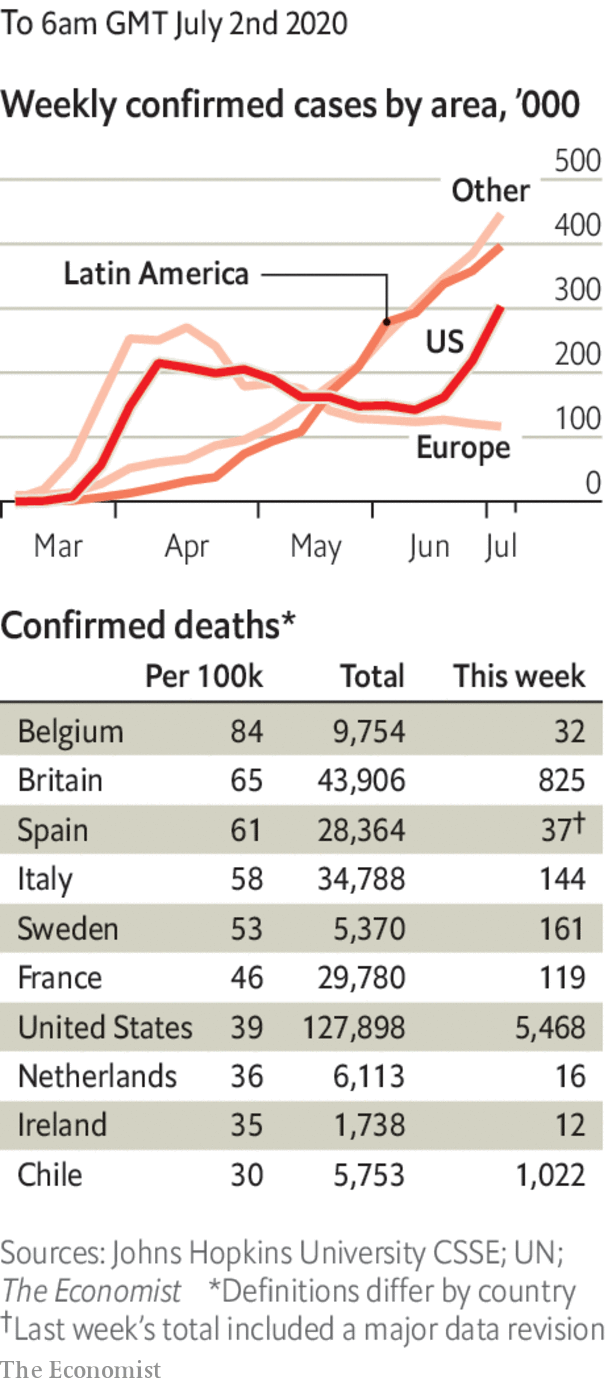 To 6am GMT July 2nd 2020
Weekly confirmed cases by area, ’000
500
Other
400
Latin America
300
US
200
100
Europe
0
Mar Apr May Jun Jul
Confirmed deaths*
Per 100k Total This week
Belgium 84 9,754 32
Britain 65 43,906 825
Spain 61 28,364 37†
Italy 58 34,788 144
Sweden 53 5,370 161
France 46 29,780 119
United States 39 127,898 5,468
Netherlands 36 6,113 16
Ireland 35 1,738 12
Chile 30 5,753 1,022
Sources: Johns Hopkins University CSSE; UN;
The Economist *Definitions differ by country
†Last week’s total included a major data revision
The Economist